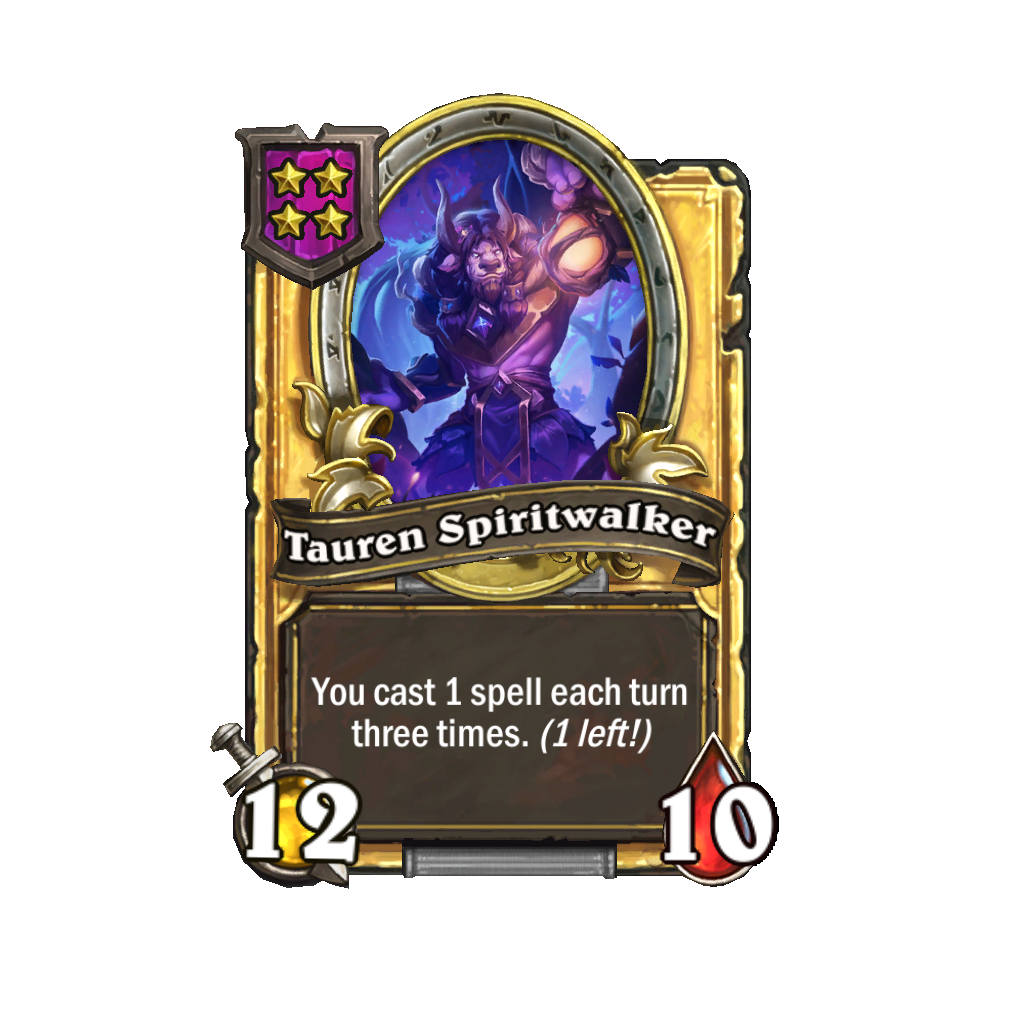 Tauren Spiritwalker
You cast 1 spell each turn
three times. (1 left!)
12
10